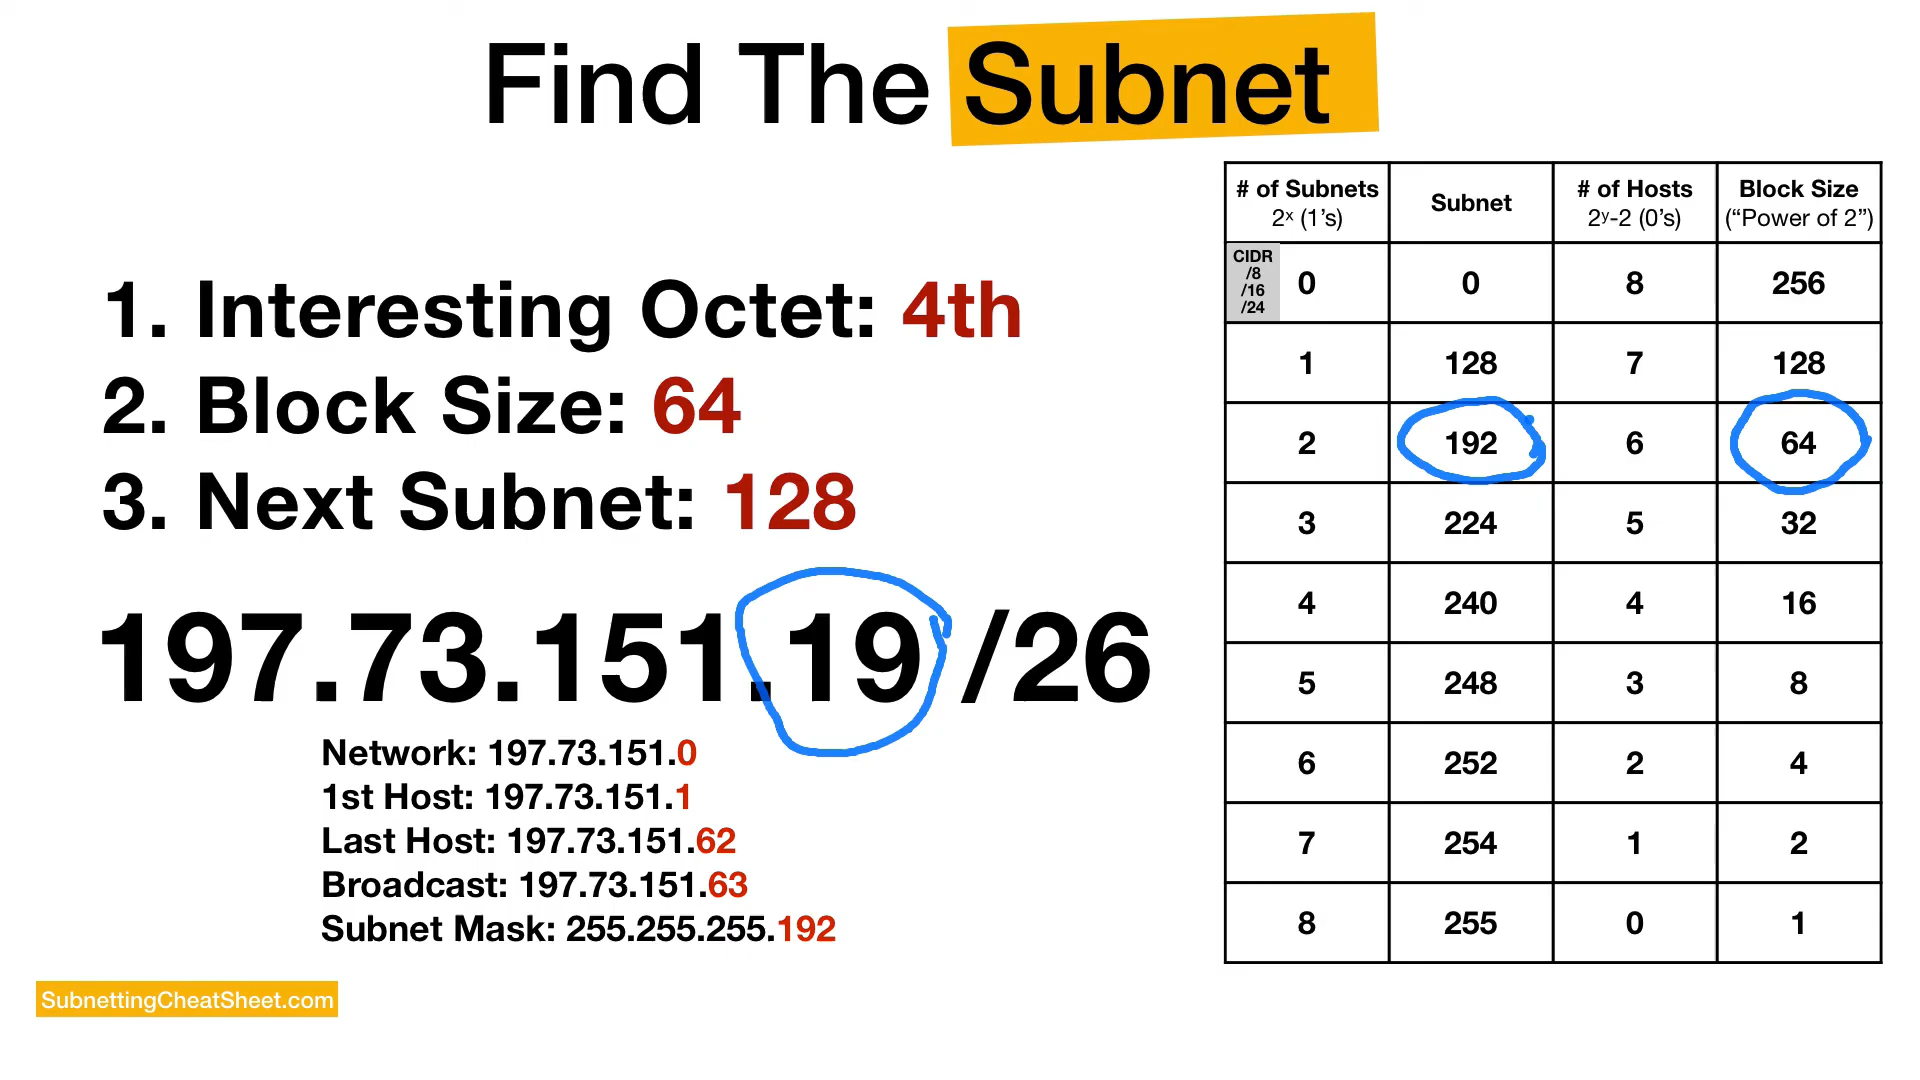 Find The Subnet
1. Interesting Octet: 4th
2. Block Size: 64
3. Next Subnet: 128
197.73.151.19 /26
Network: 197.73.151.0
1st Host: 197.73.151.1
Last Host: 197.73.151.62
Broadcast: 197.73.151.63
Subnet Mask: 255.255.255.192
SubnettingCheatSheet.com
# of Subnets 2ˣ (1’s) Subnet # of Hosts 2ʸ-2 (0’s) Block Size (“Power of 2”)
CIDR /8 /16 /24 0 0 8 256
1 128 7 128
2 192 6 64
3 224 5 32
4 240 4 16
5 248 3 8
6 252 2 4
7 254 1 2
8 255 0 1